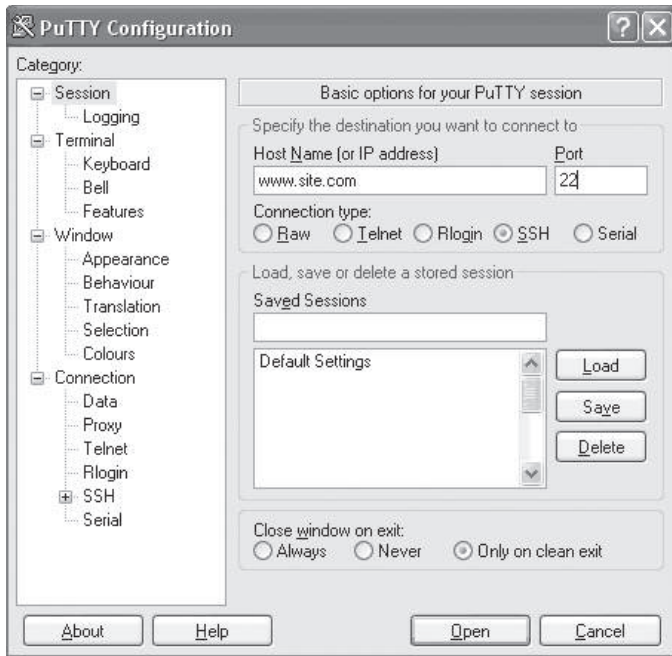 PuTTY Configuration
Category:
Session
Logging
Terminal
Keyboard
Bell
Features
Window
Appearance
Behaviour
Translation
Selection
Colours
Connection
Data
Proxy
Telnet
Rlogin
SSH
Serial
Basic options for your PuTTY session
Specify the destination you want to connect to
Host Name (or IP address) Port
www.site.com 22
Connection type:
Raw Telnet Rlogin SSH Serial
Load, save or delete a stored session
Saved Sessions
Default Settings
Load
Save
Delete
Close window on exit:
Always Never Only on clean exit
About Help Open Cancel